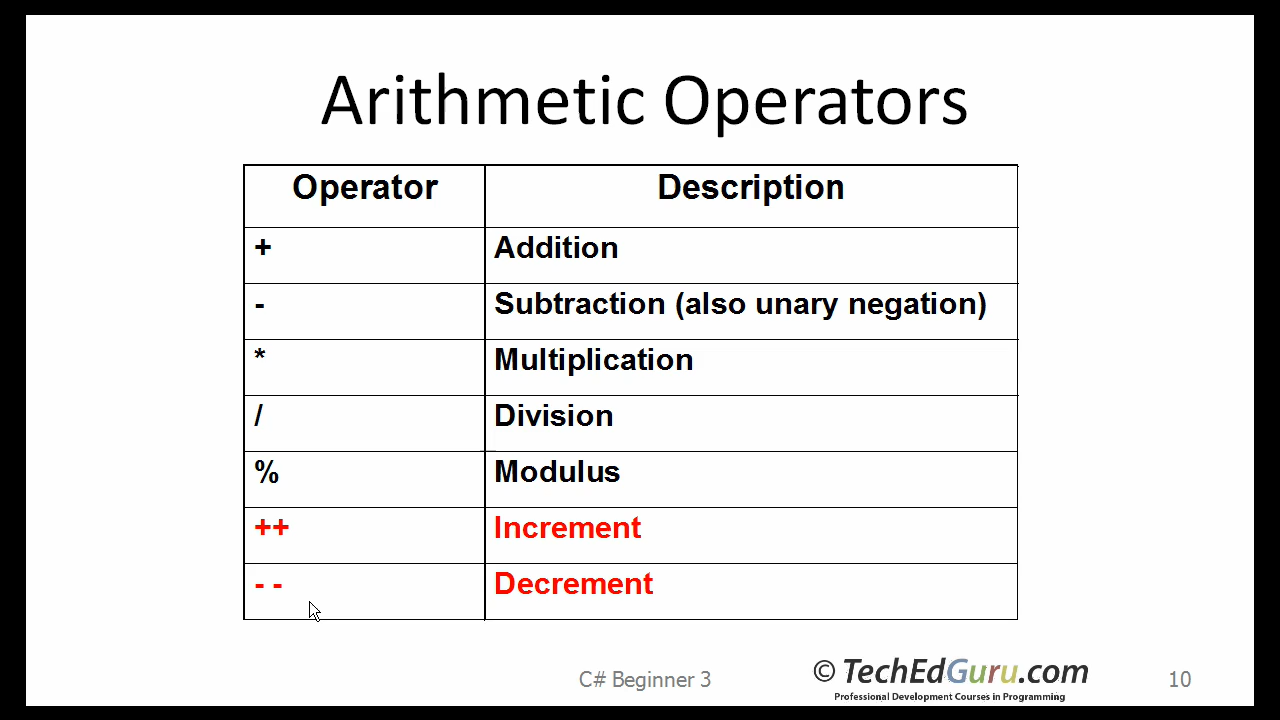 Arithmetic Operators
Operator Description
+ Addition
- Subtraction (also unary negation)
* Multiplication
/ Division
% Modulus
++ Increment
- - Decrement
C# Beginner 3
© TechEdGuru.com
Professional Development Courses in Programming
10